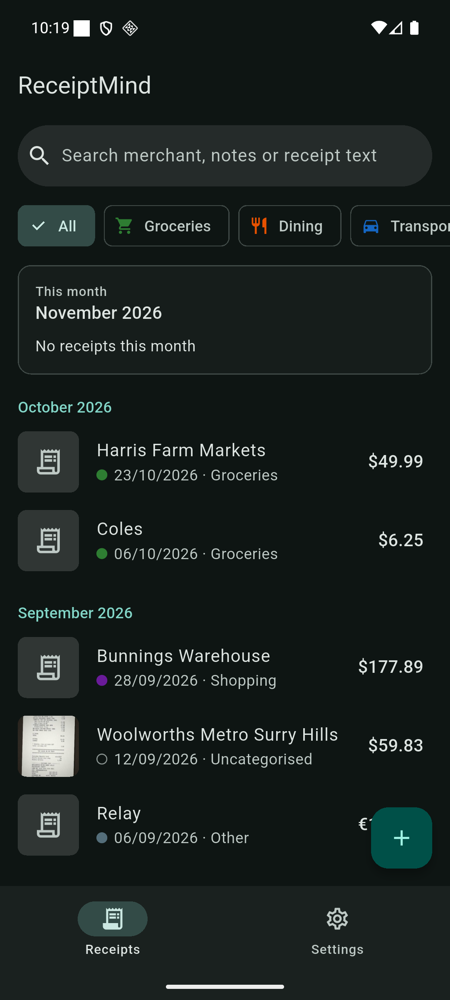 10:19
ReceiptMind
Search merchant, notes or receipt text
All
Groceries
Dining
Transpor
This month
November 2026
No receipts this month
October 2026
Harris Farm Markets
23/10/2026 · Groceries
$49.99
Coles
06/10/2026 · Groceries
$6.25
September 2026
Bunnings Warehouse
28/09/2026 · Shopping
$177.89
Woolworths Metro Surry Hills
12/09/2026 · Uncategorised
$59.83
Relay
06/09/2026 · Other
Receipts
Settings